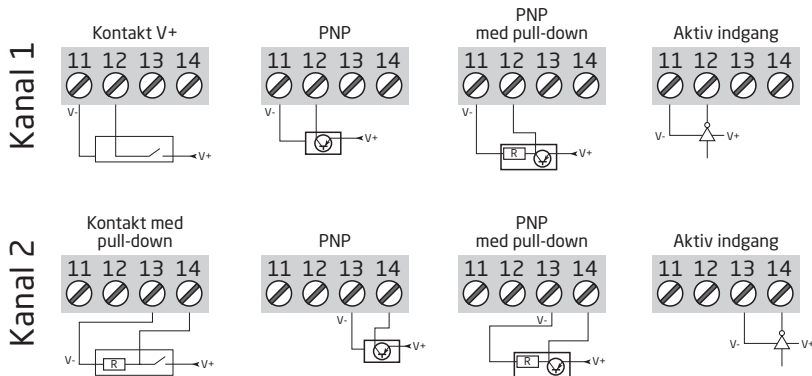 Kanal 1
Kontakt V+
11 12 13 14
V-
V+
PNP
11 12 13 14
V-
V+
PNP
med pull-down
11 12 13 14
V-
R
V+
Aktiv indgang
11 12 13 14
V-
V+
Kanal 2
Kontakt med
pull-down
11 12 13 14
V-
R
V+
PNP
11 12 13 14
V-
V+
PNP
med pull-down
11 12 13 14
V-
R
V+
Aktiv indgang
11 12 13 14
V-
V+